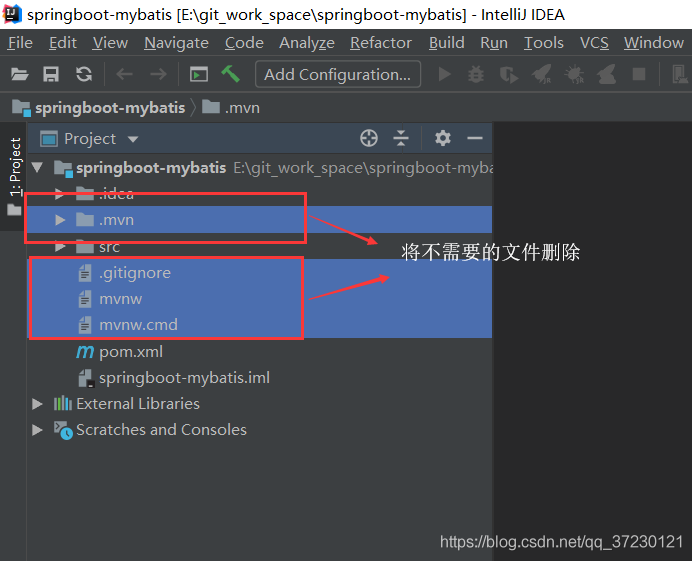 springboot-mybatis [E:\git_work_space\springboot-mybatis] - IntelliJ IDEA
File Edit View Navigate Code Analyze Refactor Build Run Tools VCS Window
Add Configuration...
springboot-mybatis .mvn
1: Project
Project
springboot-mybatis E:\git_work_space\springboot-myba
.idea
.mvn
src
将不需要的文件删除
.gitignore
mvnw
mvnw.cmd
pom.xml
springboot-mybatis.iml
External Libraries
Scratches and Consoles
https://blog.csdn.net/qq_37230121